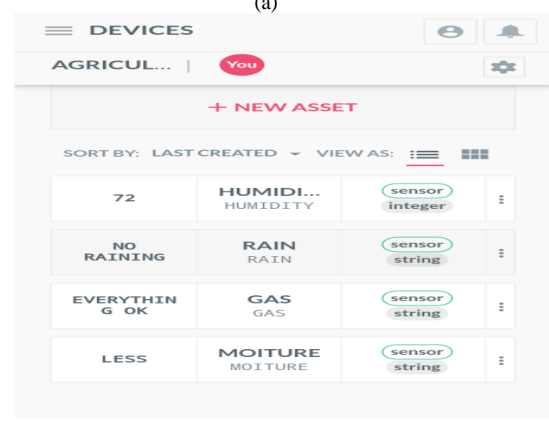 (a)
DEVICES
AGRICUL... | You
+ NEW ASSET
SORT BY: LAST CREATED VIEW AS:
72 HUMIDI... sensor
HUMIDITY integer
NO RAINING RAIN sensor
RAIN string
EVERYTHIN
G OK GAS sensor
GAS string
LESS MOITURE sensor
MOITURE string